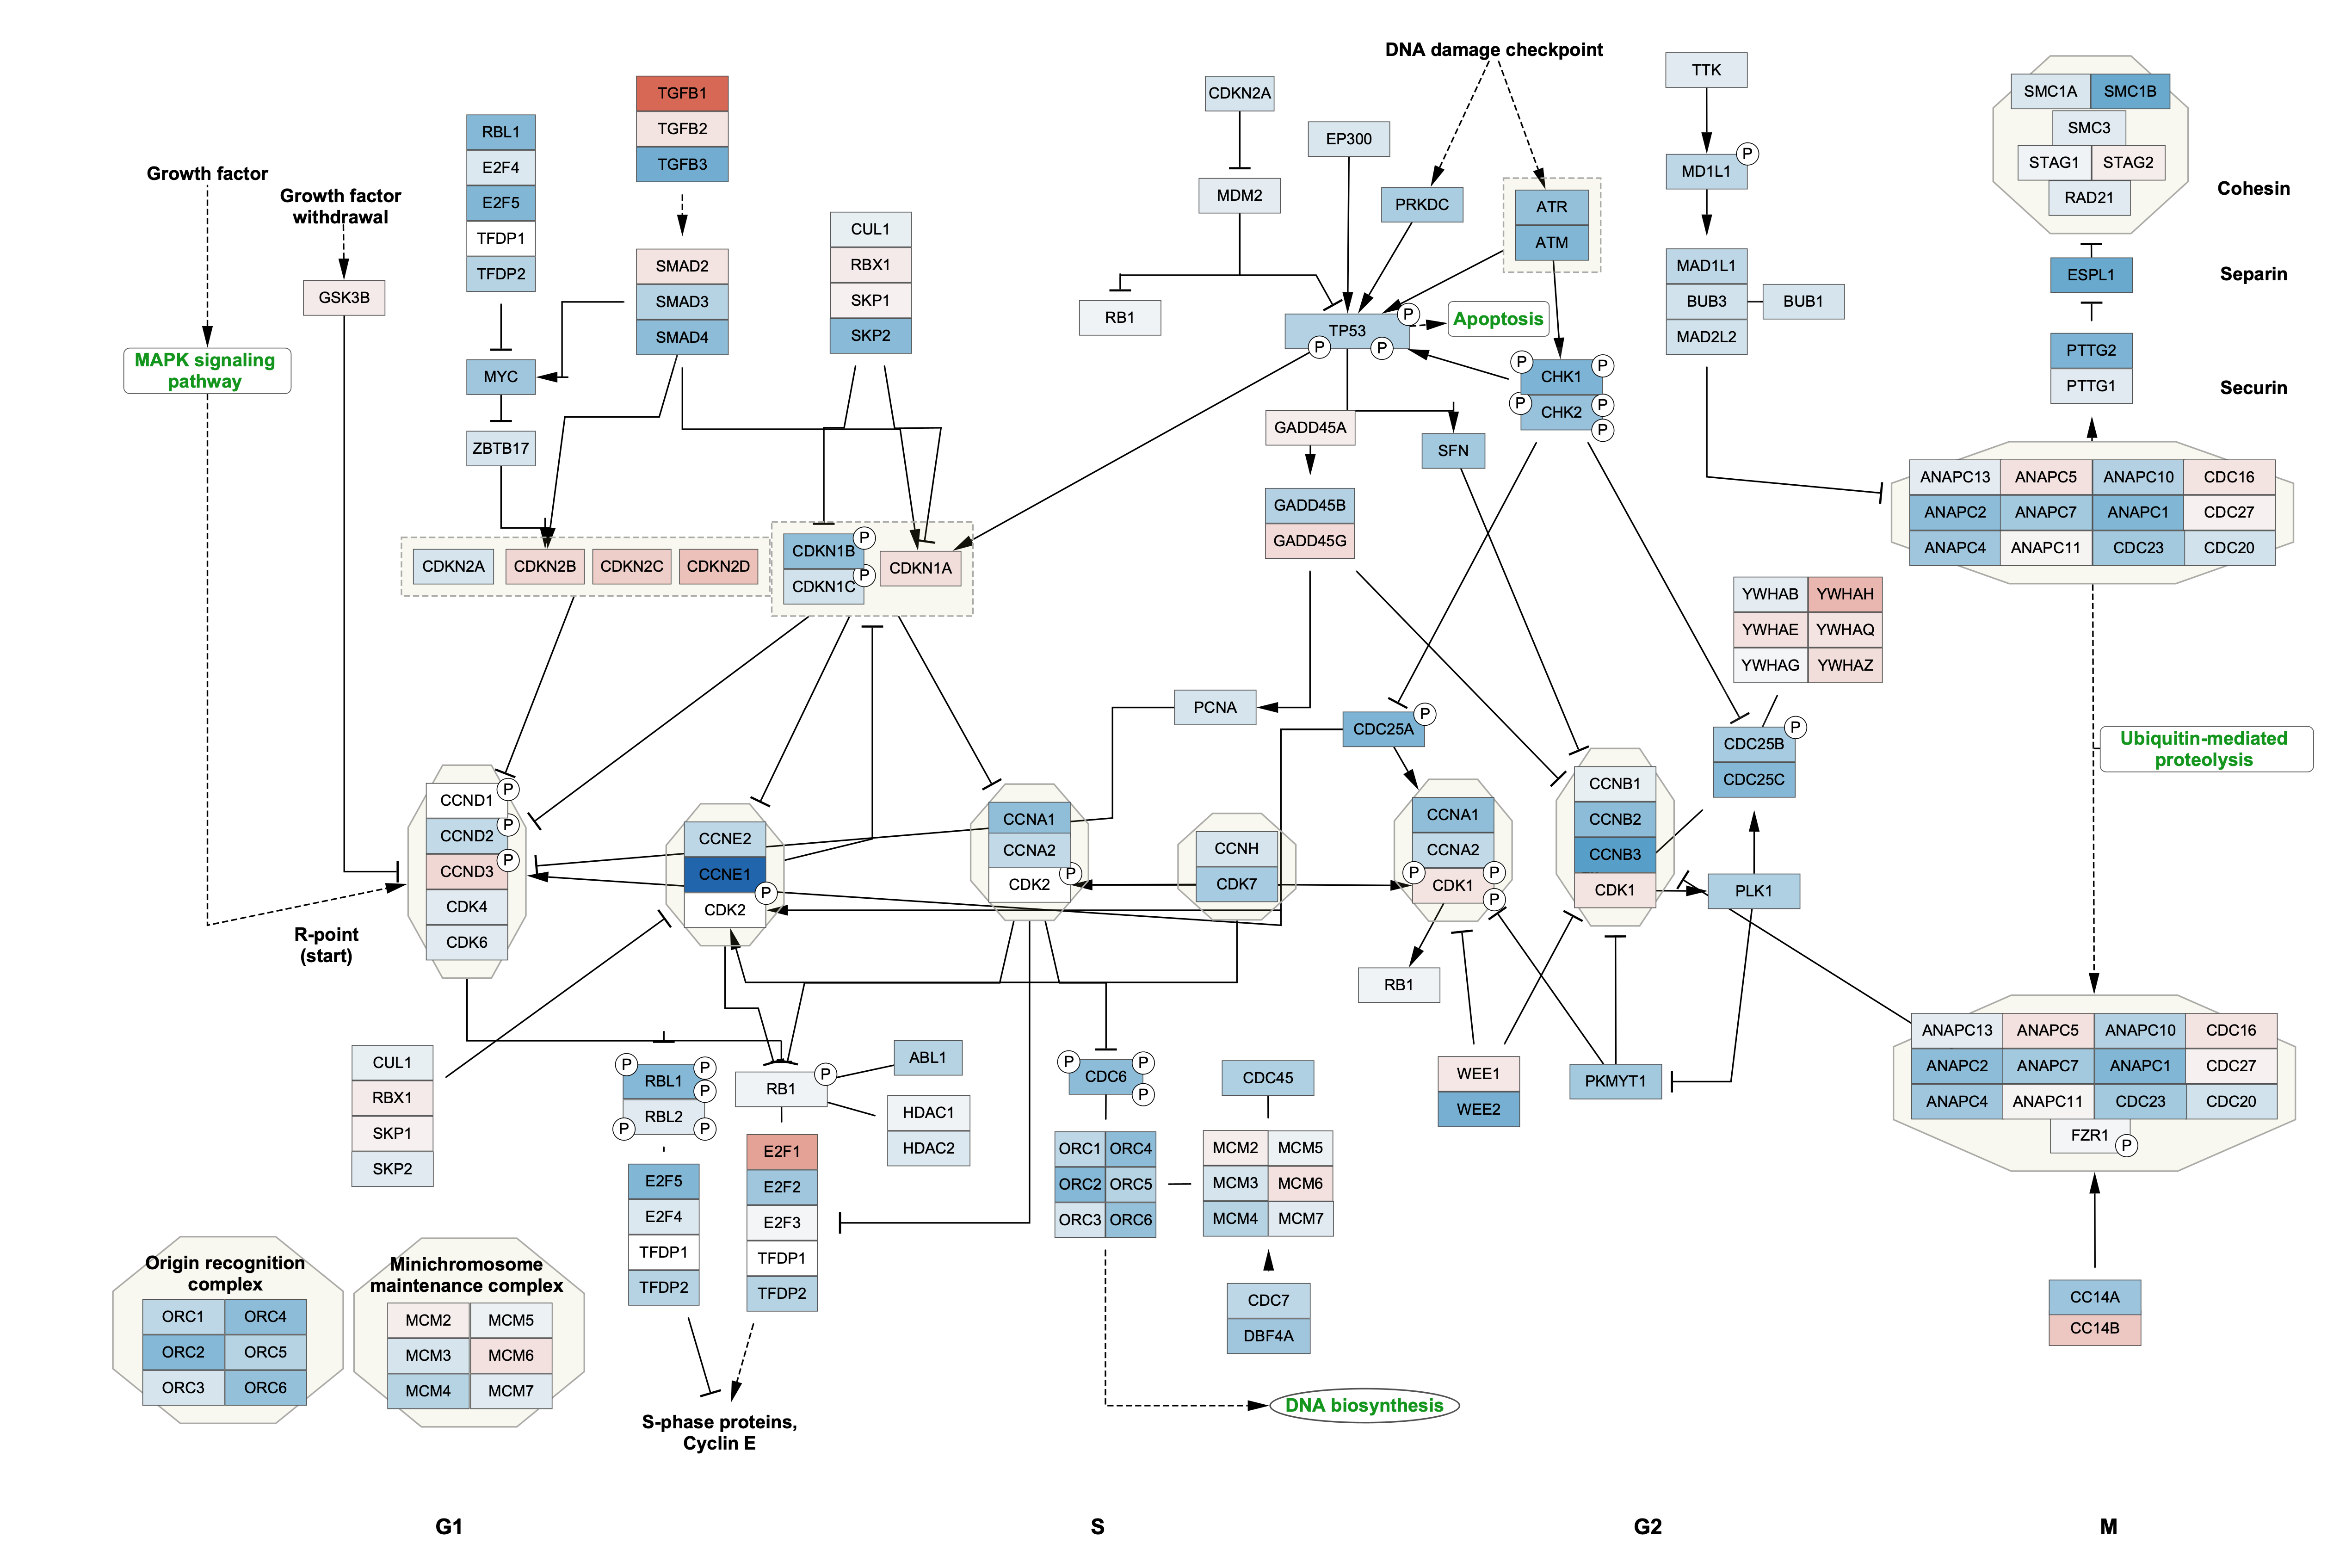 DNA damage checkpoint
TTK
CDKN2A
TGFB1
TGFB2
TGFB3
SMC1A SMC1B
SMC3
STAG1 STAG2
RAD21
Cohesin
RBL1
E2F4
E2F5
TFDP1
TFDP2
EP300
MD1L1 P
MDM2
PRKDC
ATR
ATM
Growth factor
Growth factor
withdrawal
CUL1
RBX1
SKP1
SKP2
SMAD2
SMAD3
SMAD4
GSK3B
RB1
TP53 P
P P
Apoptosis
MAD1L1
BUB3 BUB1
MAD2L2
ESPL1
Separin
MAPK signaling
pathway
MYC
P CHK1 P
P CHK2 P
P
PTTG2
PTTG1
Securin
ZBTB17
GADD45A
SFN
GADD45B
GADD45G
ANAPC13 ANAPC5 ANAPC10 CDC16
ANAPC2 ANAPC7 ANAPC1 CDC27
ANAPC4 ANAPC11 CDC23 CDC20
CDKN2A CDKN2B CDKN2C CDKN2D
CDKN1B P
CDKN1C P
CDKN1A
YWHAB YWHAH
YWHAE YWHAQ
YWHAG YWHAZ
PCNA
CDC25A P
CDC25B P
CDC25C
Ubiquitin-mediated
proteolysis
CCND1 P
CCND2 P
CCND3 P
CDK4
CDK6
CCNE2
CCNE1
CDK2 P
CCNA1
CCNA2
CDK2 P
CCNH
CDK7
CCNA1
CCNA2
P CDK1 P
P
CCNB1
CCNB2
CCNB3
CDK1
PLK1
R-point
(start)
RB1
CUL1
RBX1
SKP1
SKP2
P RBL1 P
P
RBL2
P P
RB1 P
ABL1
HDAC1
HDAC2
P CDC6 P
P
CDC45
WEE1
WEE2
PKMYT1
ANAPC13 ANAPC5 ANAPC10 CDC16
ANAPC2 ANAPC7 ANAPC1 CDC27
ANAPC4 ANAPC11 CDC23 CDC20
FZR1 P
E2F5
E2F4
TFDP1
TFDP2
E2F1
E2F2
E2F3
TFDP1
TFDP2
ORC1 ORC4
ORC2 ORC5
ORC3 ORC6
MCM2 MCM5
MCM3 MCM6
MCM4 MCM7
CDC7
DBF4A
CC14A
CC14B
Origin recognition
complex
ORC1 ORC4
ORC2 ORC5
ORC3 ORC6
Minichromosome
maintenance complex
MCM2 MCM5
MCM3 MCM6
MCM4 MCM7
DNA biosynthesis
S-phase proteins,
Cyclin E
G1 S G2 M